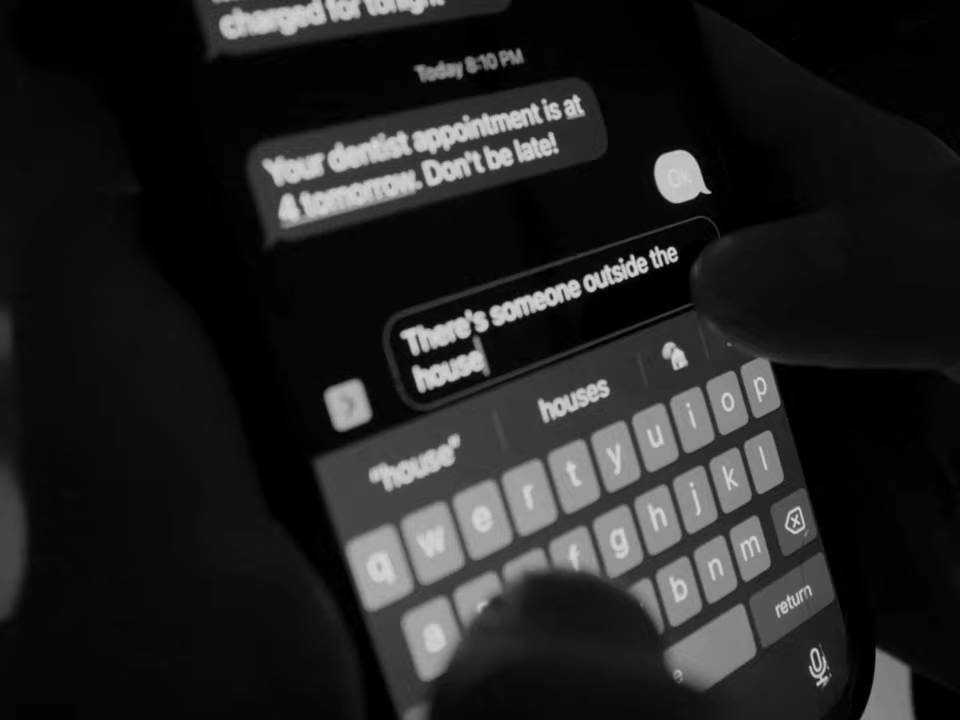 charged for tonight
Today 8:10 PM
Your dentist appointment is at
4 tomorrow. Don't be late!
Ok
There's someone outside the
house
"house"
houses
q w e r t y u i o p
a f g h j k l
b n m
return